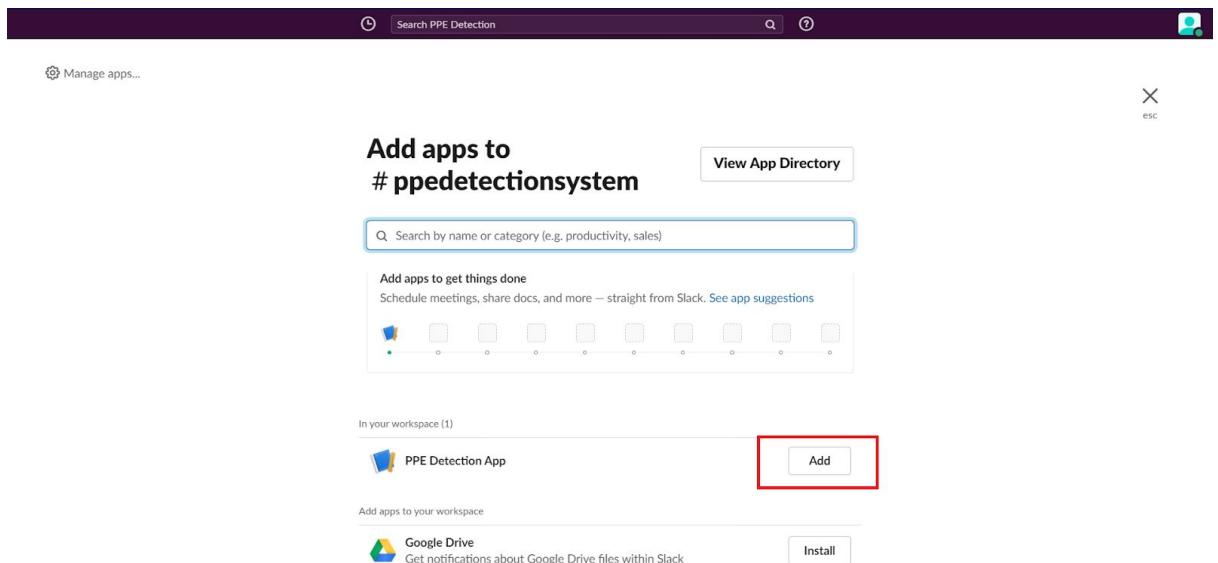 Search PPE Detection
Manage apps...
esc
Add apps to
# ppedetectionsystem
View App Directory
Search by name or category (e.g. productivity, sales)
Add apps to get things done
Schedule meetings, share docs, and more — straight from Slack. See app suggestions
In your workspace (1)
PPE Detection App
Add
Add apps to your workspace
Google Drive
Get notifications about Google Drive files within Slack
Install